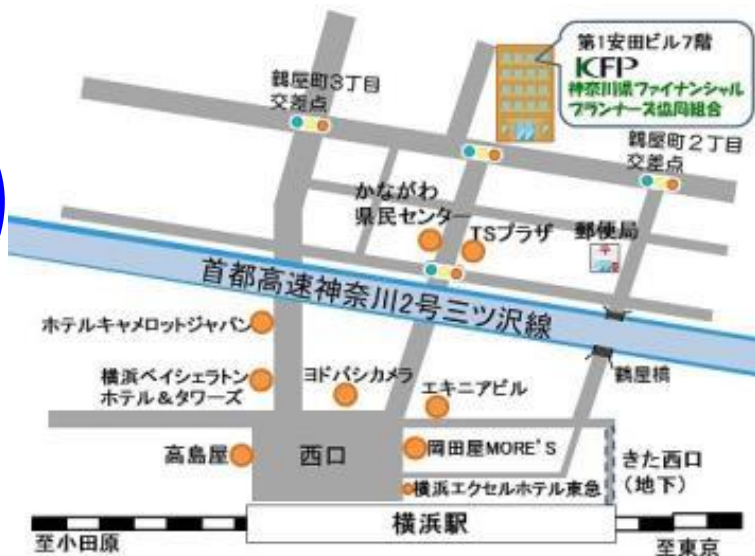 第1安田ビル7階
KFP
神奈川県ファイナンシャル
プランナーズ協同組合
鶴屋町3丁目
交差点
鶴屋町2丁目
交差点
かながわ
県民センター
TSプラザ
郵便局
首都高速神奈川2号三ツ沢線
ホテルキャメロットジャパン
横浜ベイシェラトン
ホテル&タワーズ
ヨドバシカメラ
エキニアビル
鶴屋橋
高島屋
西口
岡田屋MORE'S
横浜エクセルホテル東急
きた西口
(地下)
横浜駅
至小田原
至東京